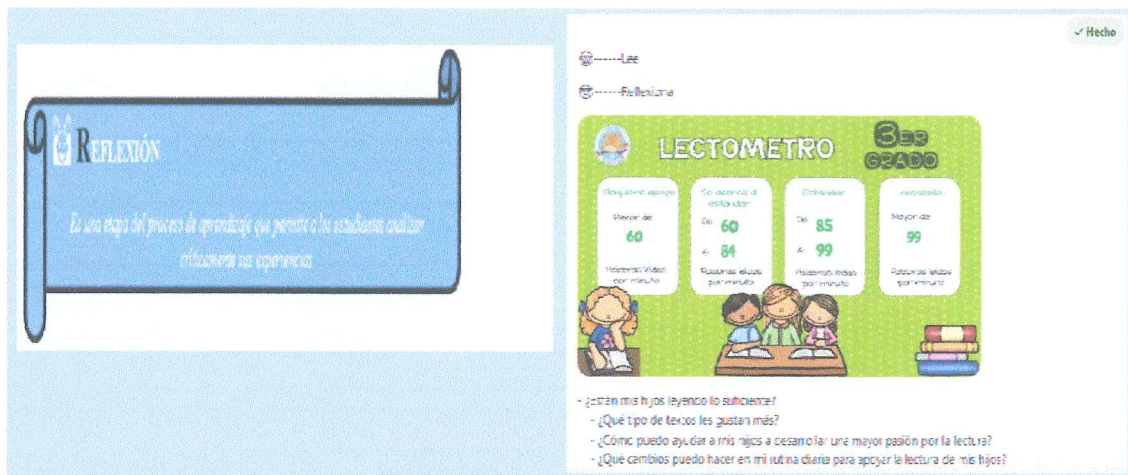 REFLEXIÓN
Es una etapa del proceso de aprendizaje que permite a los estudiantes analizar
críticamente sus experiencias
✓ Hecho
------Lee
------Reflexiona
LECTOMETRO
3ER
GRADO
Requiere apoyo
Menor de
60
Palabras leídas
por minuto
Se acerca al
estándar
De 60
a 84
Palabras leídas
por minuto
Estándar
De 85
A 99
Palabras leídas
por minuto
Avanzado
Mayor de
99
Palabras leídas
por minuto
- ¿Están mis hijos leyendo lo suficiente?
- ¿Qué tipo de textos les gustan más?
- ¿Cómo puedo ayudar a mis hijos a desarrollar una mayor pasión por la lectura?
- ¿Qué cambios puedo hacer en mi rutina diaria para apoyar la lectura de mis hijos?